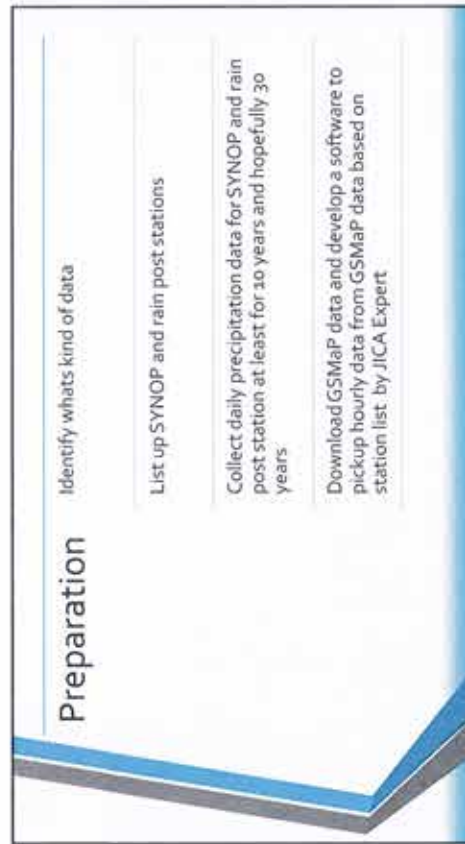 Preparation
Identify whats kind of data
List up SYNOP and rain post stations
Collect daily precipitation data for SYNOP and rain
post station at least for 10 years and hopefully 30
years
Download GSMaP data and develop a software to
pickup hourly data from GSMaP data based on
station list by JICA Expert